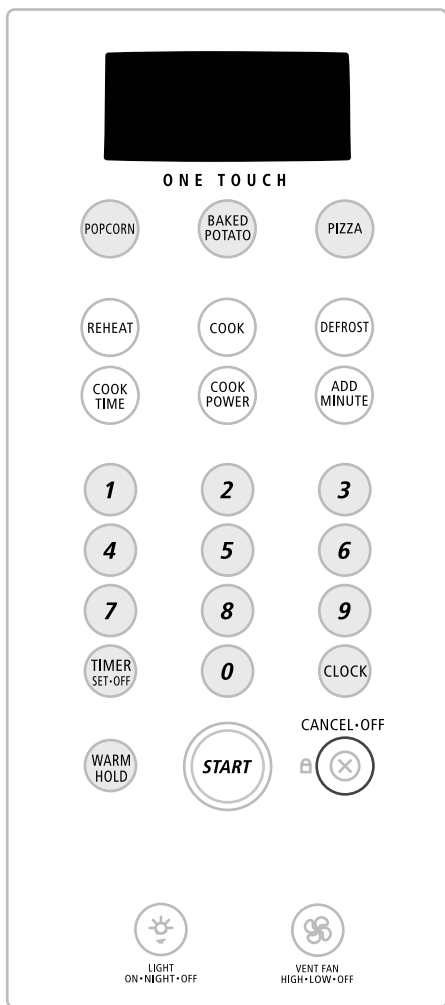 ONE TOUCH
POPCORN
BAKED
POTATO
PIZZA
REHEAT
COOK
DEFROST
COOK
TIME
COOK
POWER
ADD
MINUTE
1
2
3
4
5
6
7
8
9
TIMER
SET•OFF
0
CLOCK
WARM
HOLD
START
CANCEL•OFF
LIGHT
ON•NIGHT•OFF
VENT FAN
HIGH•LOW•OFF